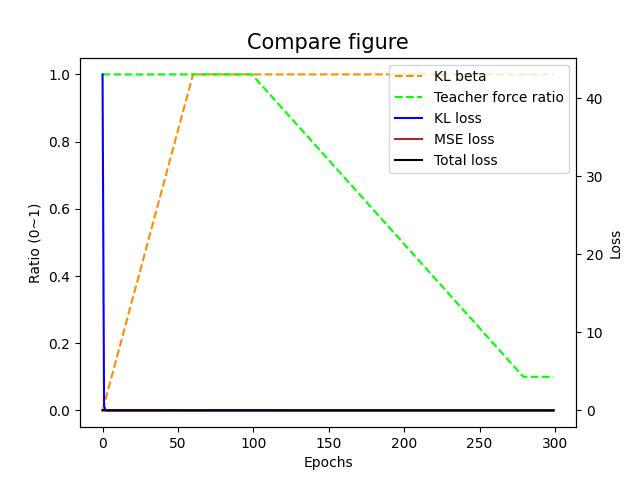 Compare figure
KL beta
Teacher force ratio
KL loss
MSE loss
Total loss
1.0
0.8
0.6
0.4
0.2
0.0
Ratio (0~1)
40
30
20
10
0
Loss
0 50 100 150 200 250 300
Epochs